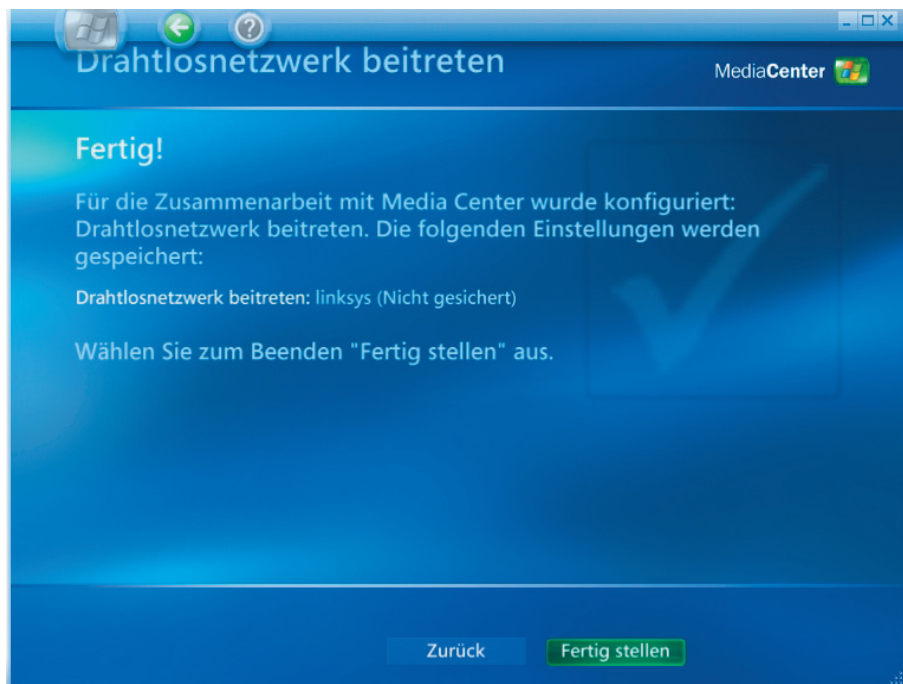 Drahtlosnetzwerk beitreten
MediaCenter
Fertig!
Für die Zusammenarbeit mit Media Center wurde konfiguriert:
Drahtlosnetzwerk beitreten. Die folgenden Einstellungen werden
gespeichert:
Drahtlosnetzwerk beitreten: linksys (Nicht gesichert)
Wählen Sie zum Beenden "Fertig stellen" aus.
Zurück
Fertig stellen